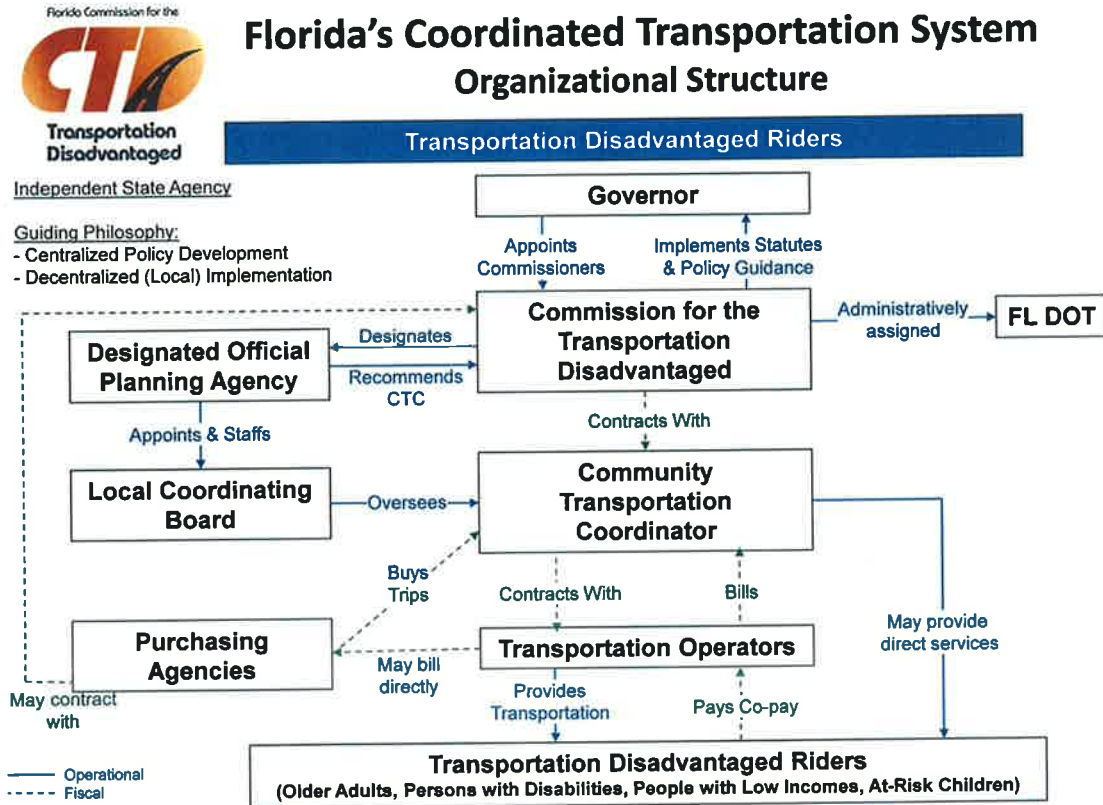 Florida Commission for the
CTD
Transportation
Disadvantaged
Florida's Coordinated Transportation System
Organizational Structure
Transportation Disadvantaged Riders
Independent State Agency
Guiding Philosophy:
- Centralized Policy Development
- Decentralized (Local) Implementation
Governor
Appoints
Commissioners
Implements Statutes
& Policy Guidance
Commission for the
Transportation
Disadvantaged
Administratively
assigned
FL DOT
Designates
Designated Official
Planning Agency
Recommends
CTC
Contracts With
Appoints & Staffs
Local Coordinating
Board
Oversees
Community
Transportation
Coordinator
Buys
Trips
Contracts With
Bills
May provide
direct services
Purchasing
Agencies
May bill
directly
Transportation Operators
May contract
with
Provides
Transportation
Pays Co-pay
Transportation Disadvantaged Riders
(Older Adults, Persons with Disabilities, People with Low Incomes, At-Risk Children)
Operational
Fiscal